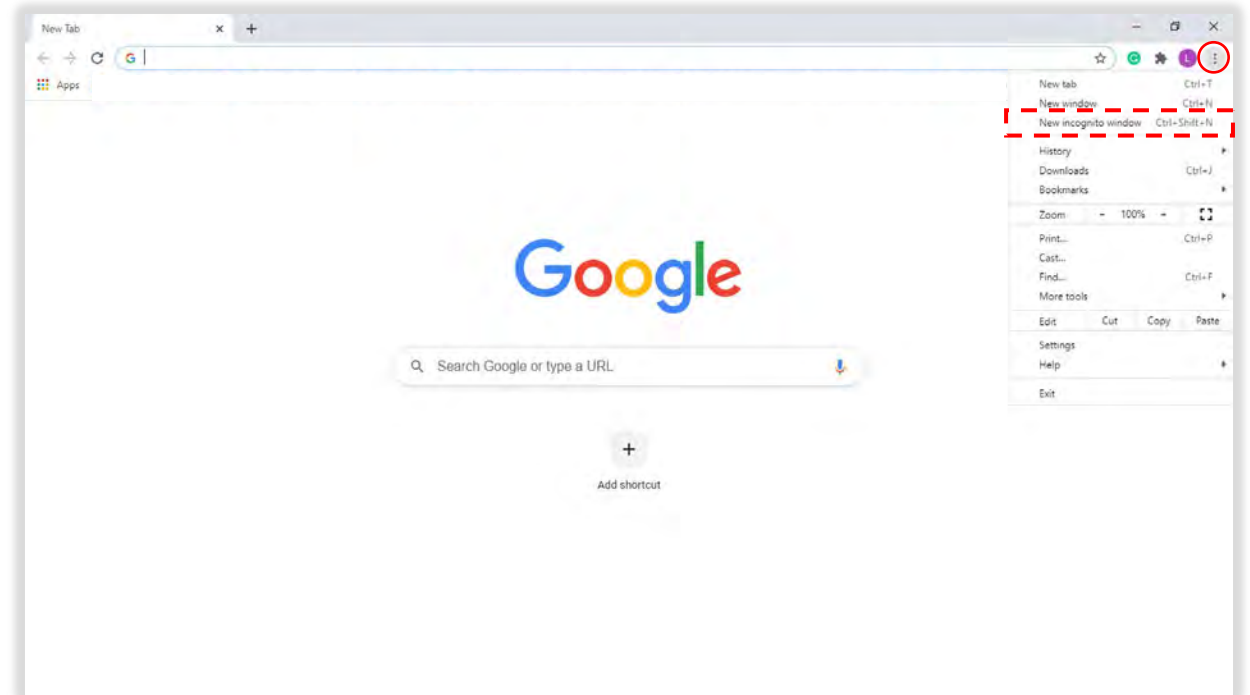 New Tab
G
Apps
L
New tab Ctrl+T
New window Ctrl+N
New incognito window Ctrl+Shift+N
History
Downloads Ctrl+J
Bookmarks
Zoom - 100% +
Print... Ctrl+P
Cast...
Find... Ctrl+F
More tools
Edit Cut Copy Paste
Settings
Help
Exit
Google
Search Google or type a URL
Add shortcut